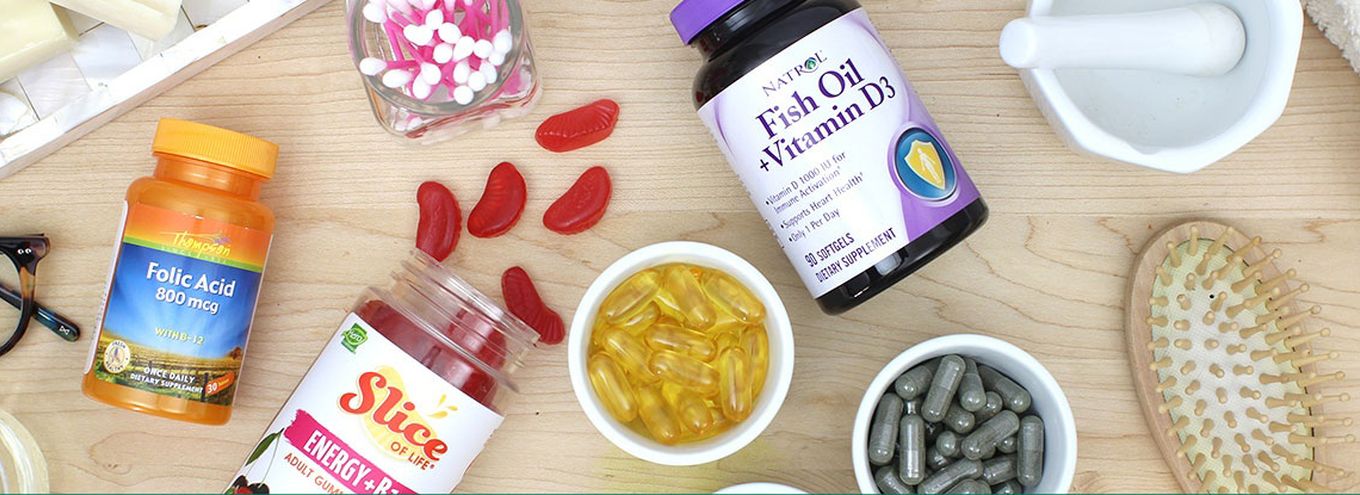 Thompson
Folic Acid
800 mcg
WITH B-12
ONCE DAILY
DIETARY SUPPLEMENT
30
Slice
OF LIFE
ENERGY + B
ADULT GUM
NATROL
Fish Oil
+Vitamin D3
•Vitamin D 1000 IU for
Immune Activation
•Supports Heart Health
•Only 1 Per Day
90 SOFTGELS
DIETARY SUPPLEMENT